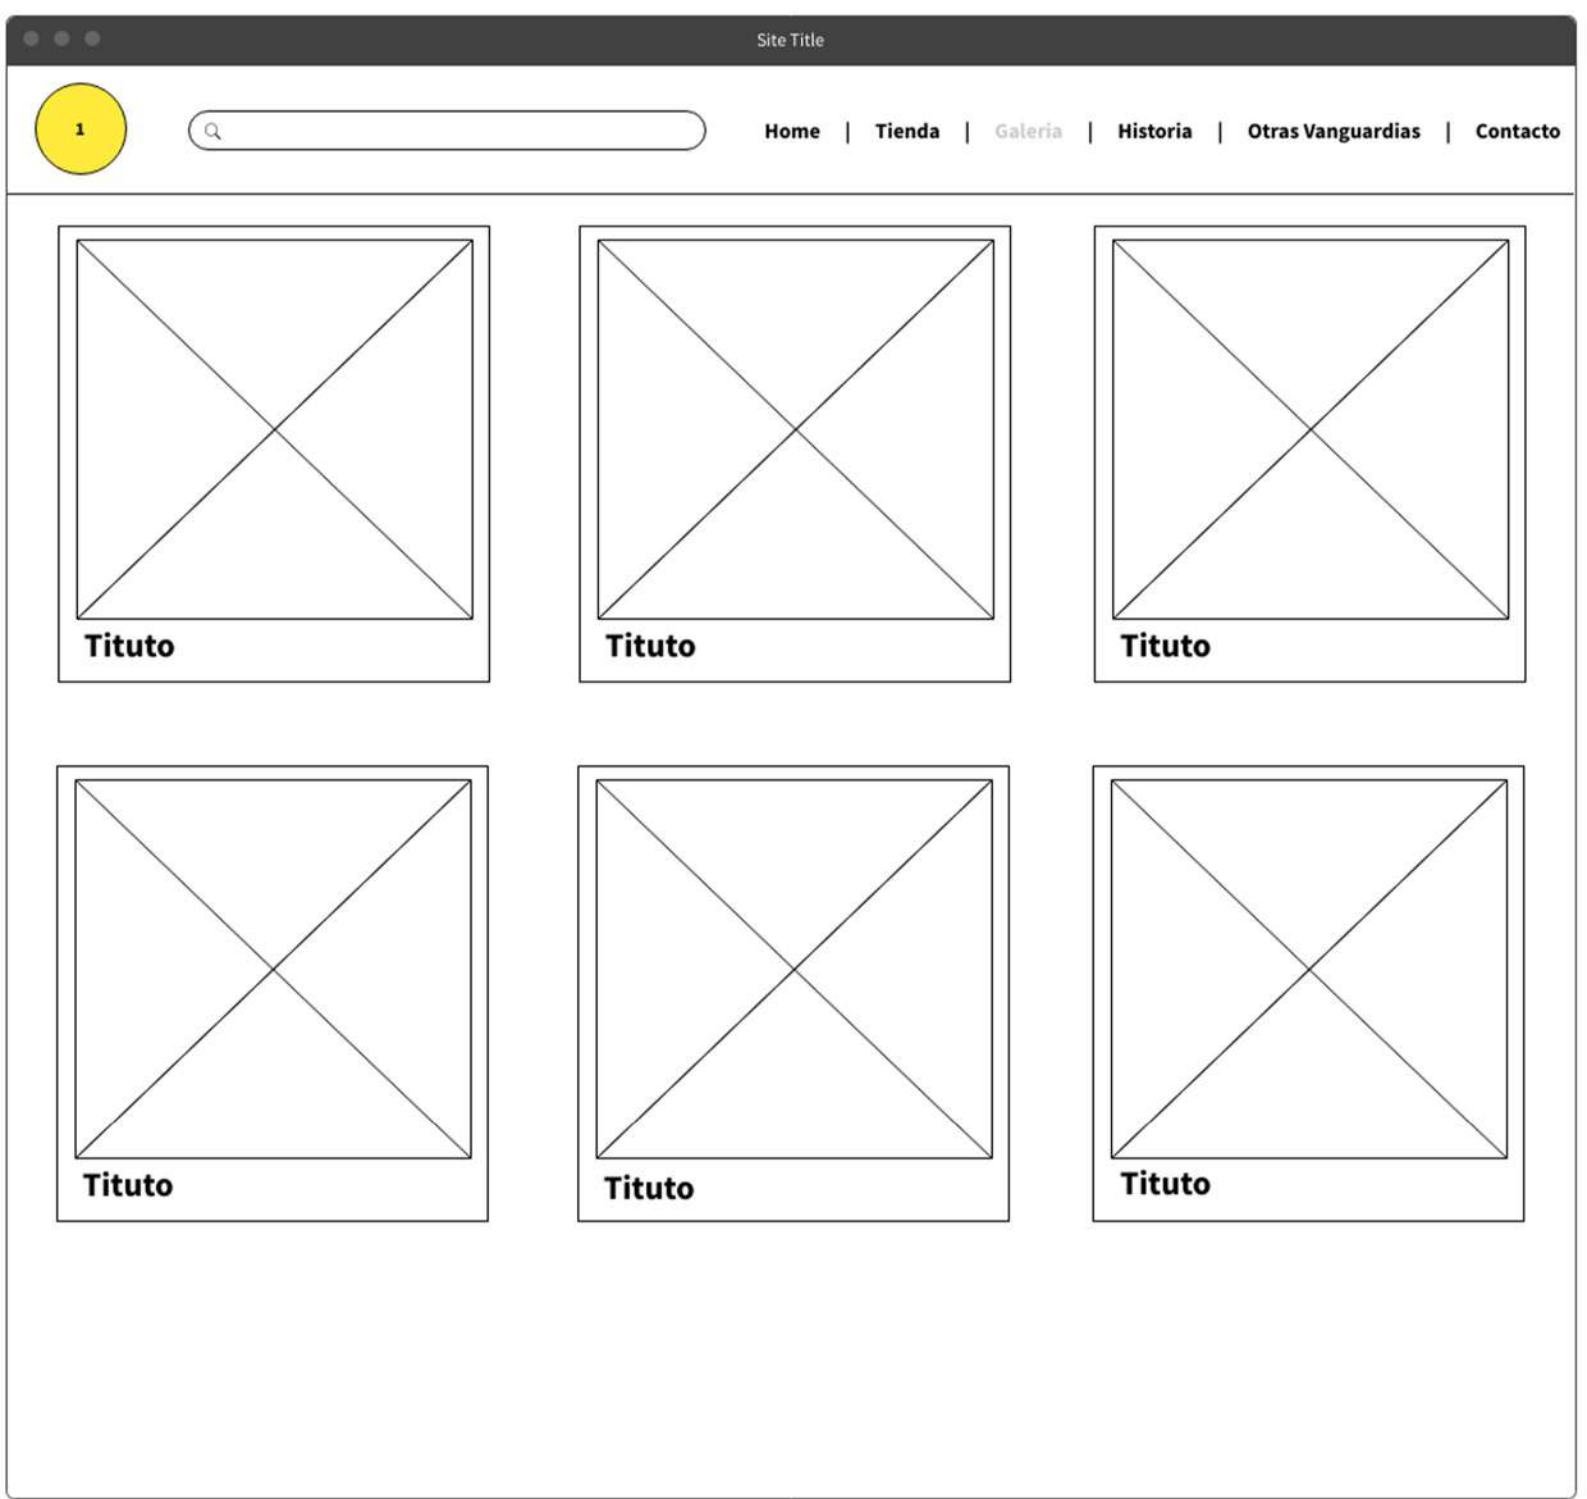 Site Title
1
Home | Tienda | Galeria | Historia | Otras Vanguardias | Contacto
Tituto Tituto Tituto
Tituto Tituto Tituto